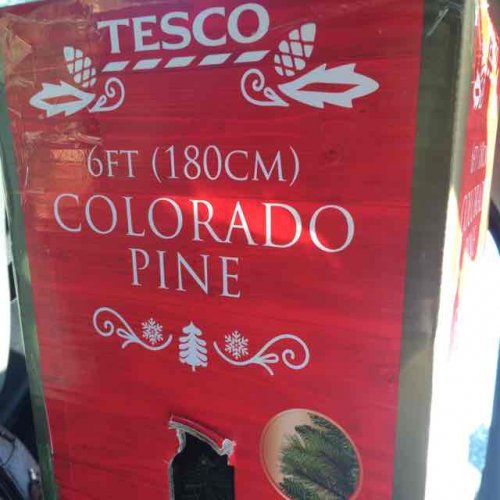 TESCO
6FT (180CM)
COLORADO
PINE